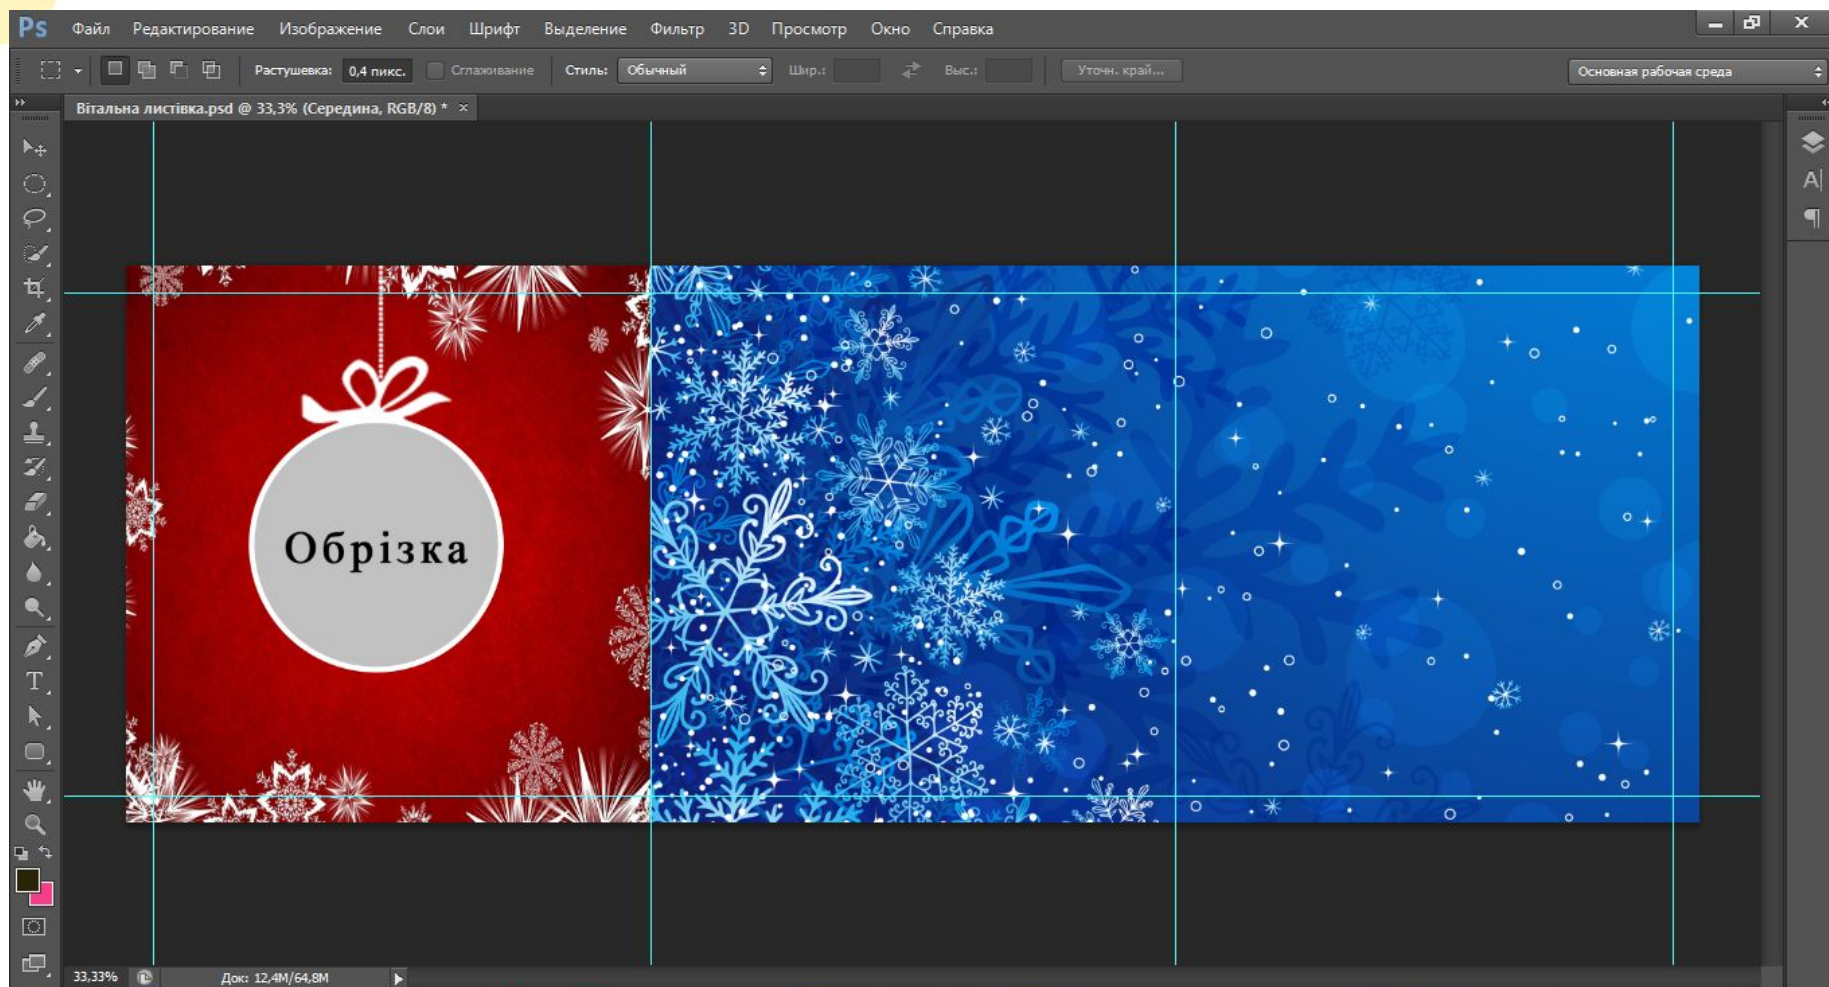 Ps Файл Редактирование Изображение Слои Шрифт Выделение Фильтр 3D Просмотр Окно Справка
Растушевка: 0,4 пикс. Сглаживание Стиль: Обычный Шир.: Выс.: Уточн. край... Основная рабочая среда
Вітальна листівка.psd @ 33,3% (Середина, RGB/8) * ×
Обрізка
33,33% Док: 12,4M/64,8M